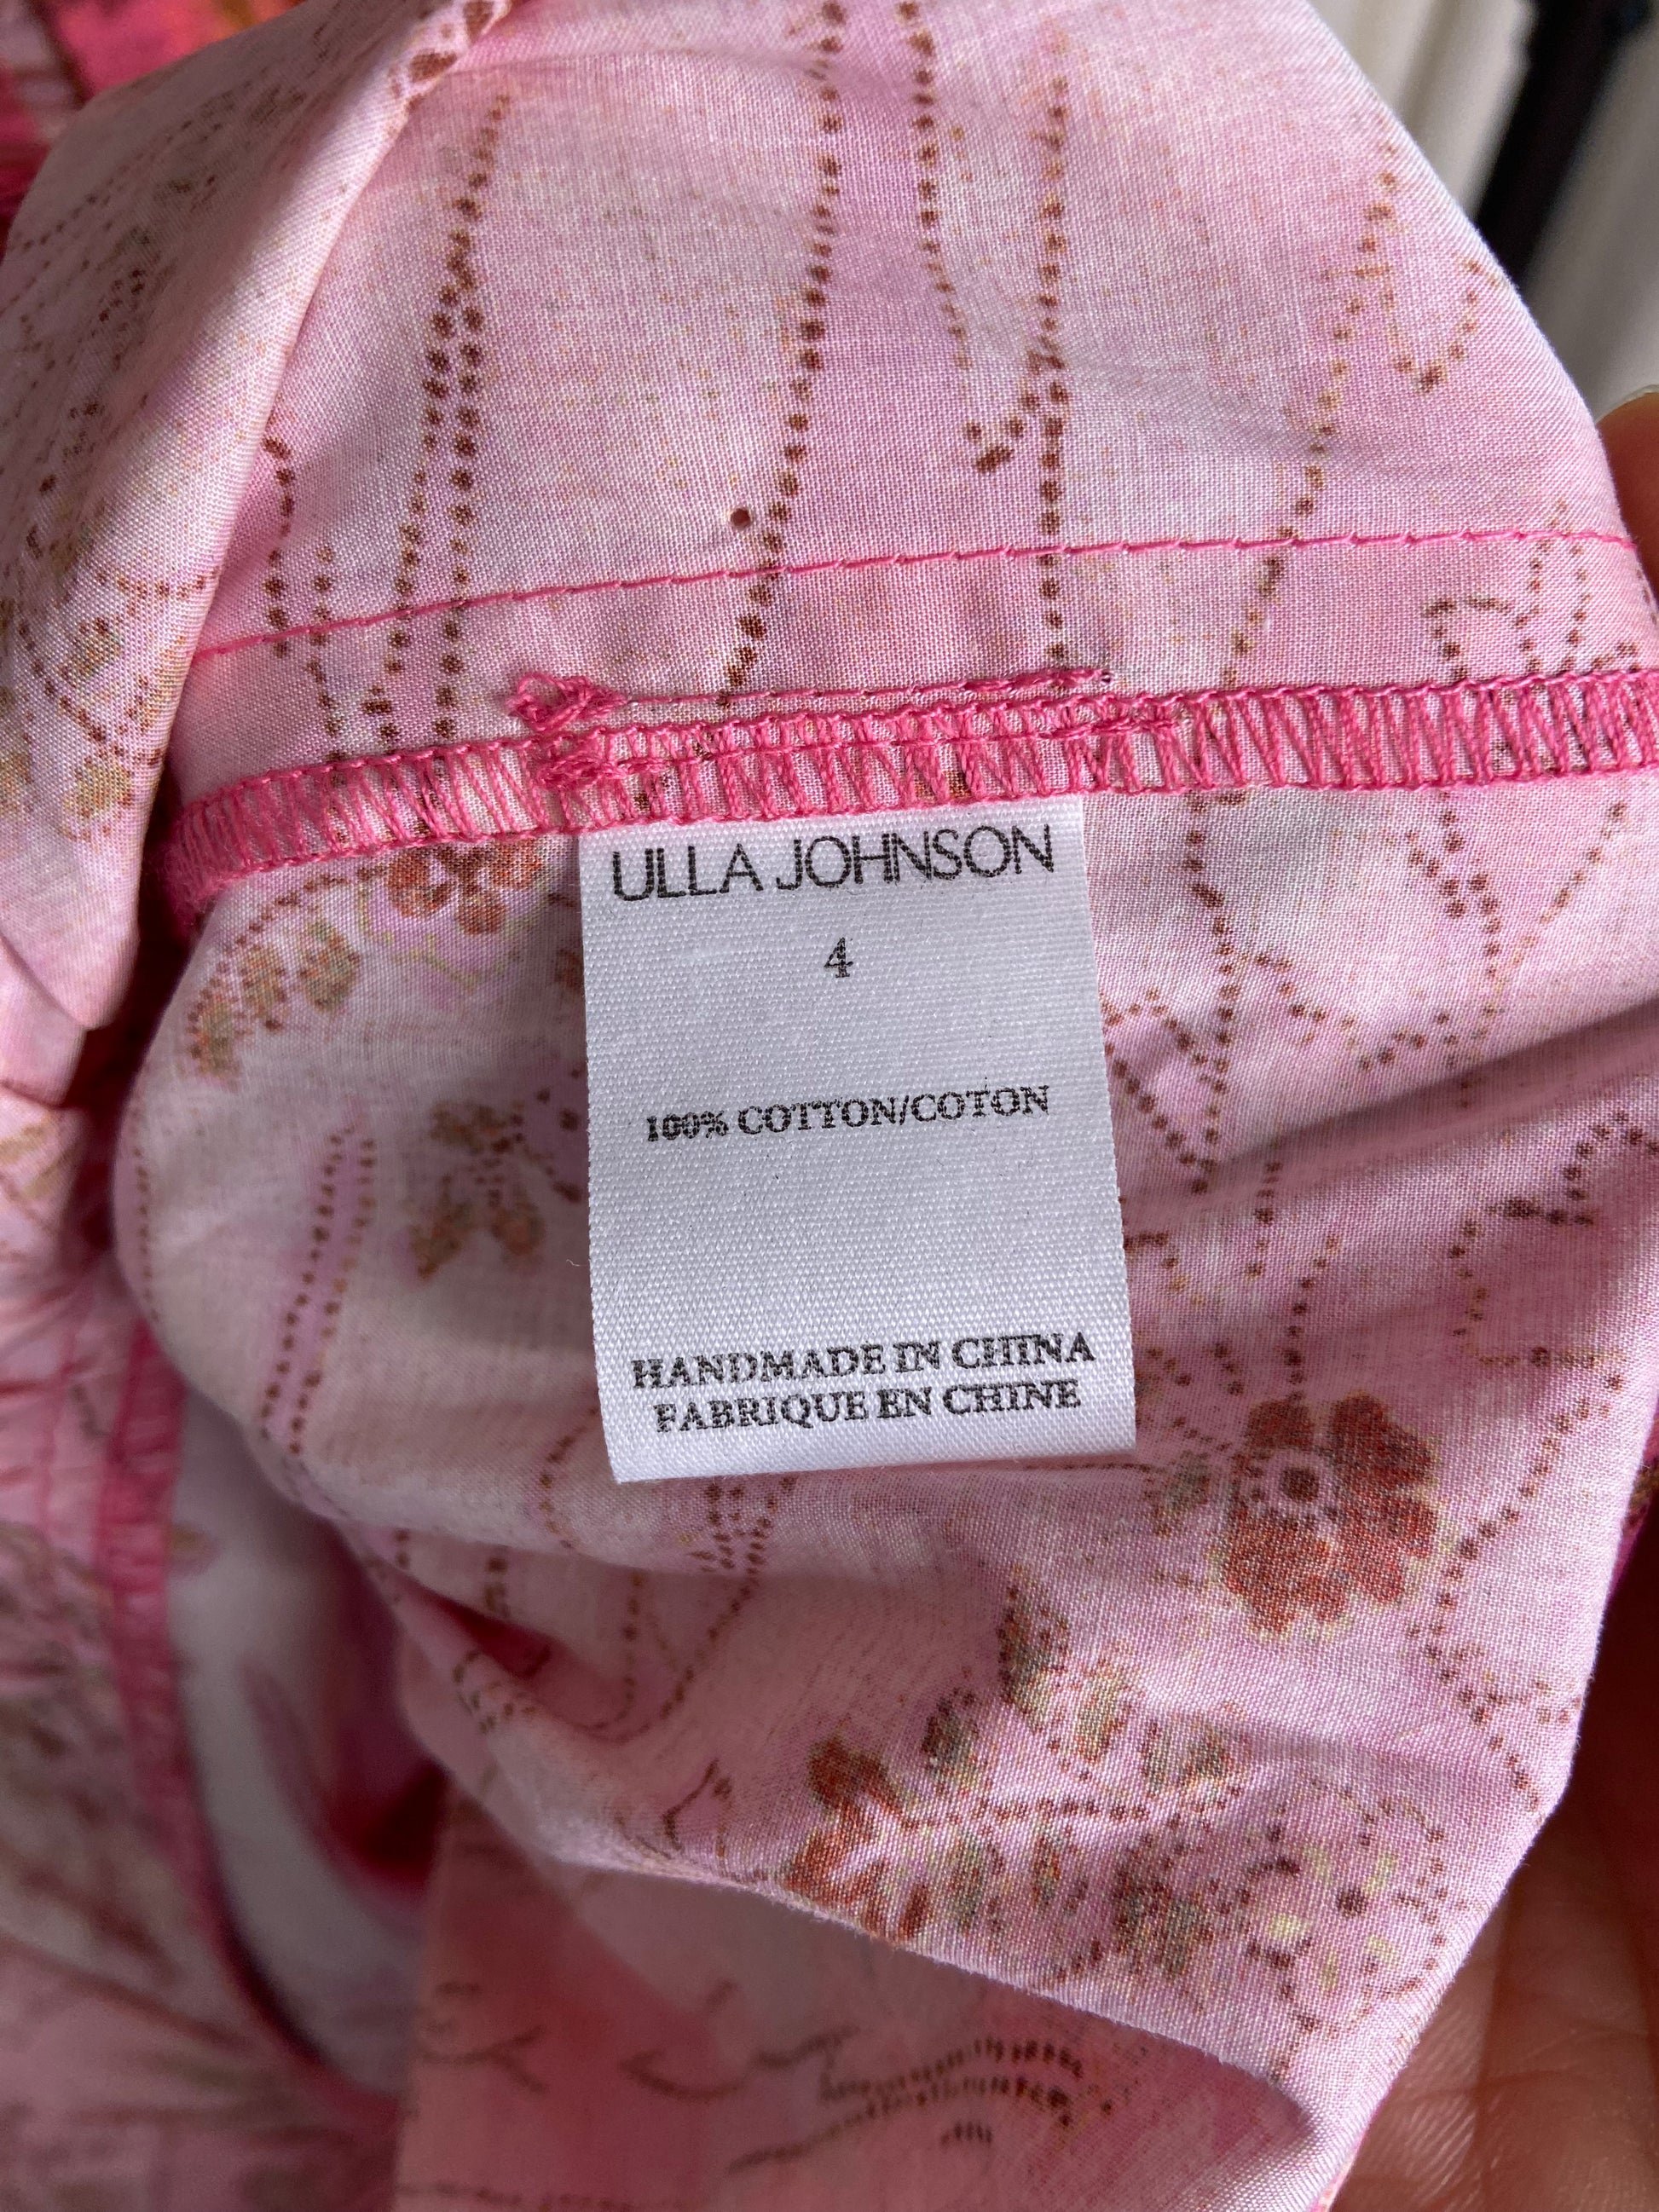 ULLA JOHNSON
4
100% COTTON/COTON
HANDMADE IN CHINA
FABRIQUE EN CHINE